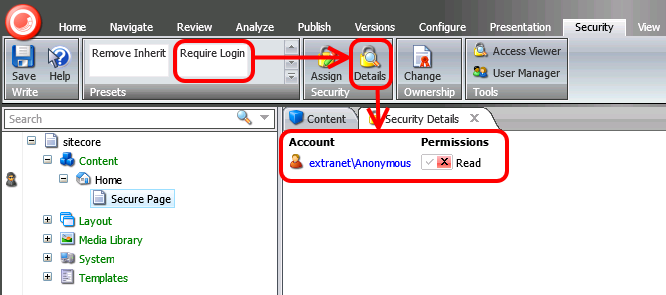 Home Navigate Review Analyze Publish Versions Configure Presentation Security View
Remove Inherit Require Login
Save Help Assign Details Change Access Viewer
User Manager
Write Presets Security Ownership Tools
Search
Content Security Details
sitecore
Content
Home
Secure Page
Layout
Media Library
System
Templates
Account Permissions
extranet\Anonymous Read